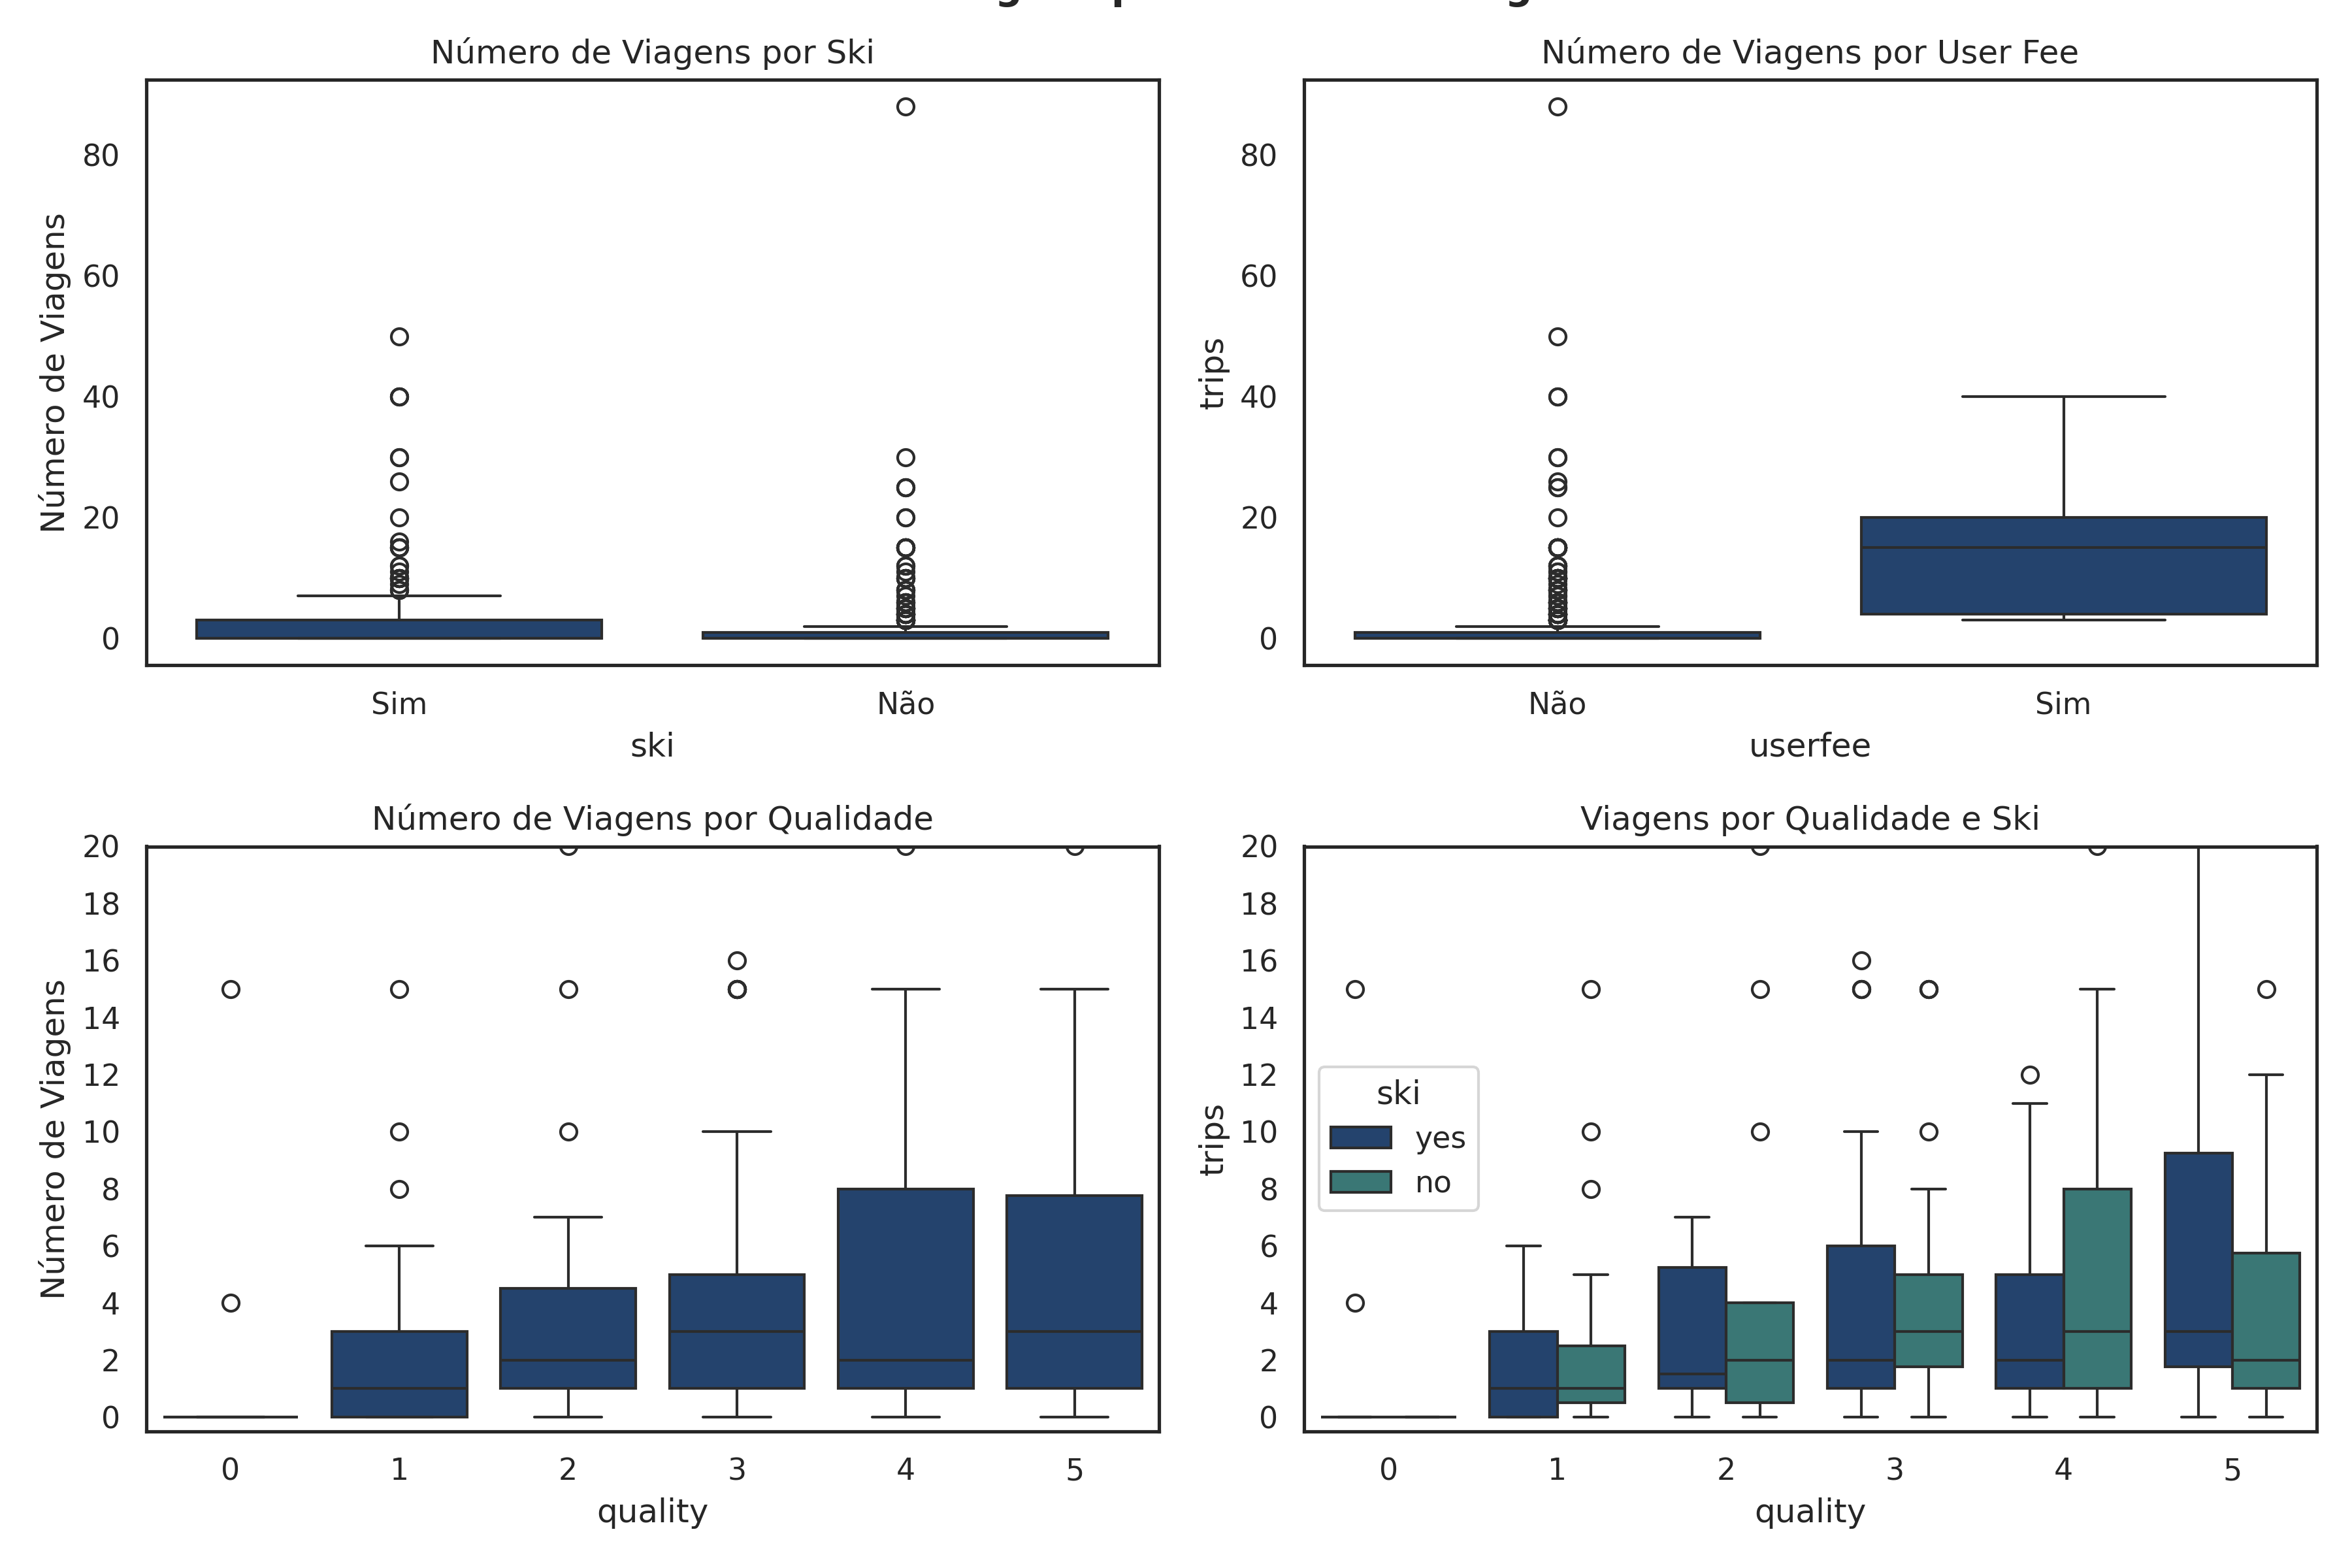 Número de Viagens por Ski
Número de Viagens
80
60
40
20
0
Sim
Não
ski
Número de Viagens por User Fee
trips
80
60
40
20
0
Não
Sim
userfee
Número de Viagens por Qualidade
Número de Viagens
20
18
16
14
12
10
8
6
4
2
0
0
1
2
3
4
5
quality
Viagens por Qualidade e Ski
trips
20
18
16
14
12
10
8
6
4
2
0
ski
yes
no
0
1
2
3
4
5
quality